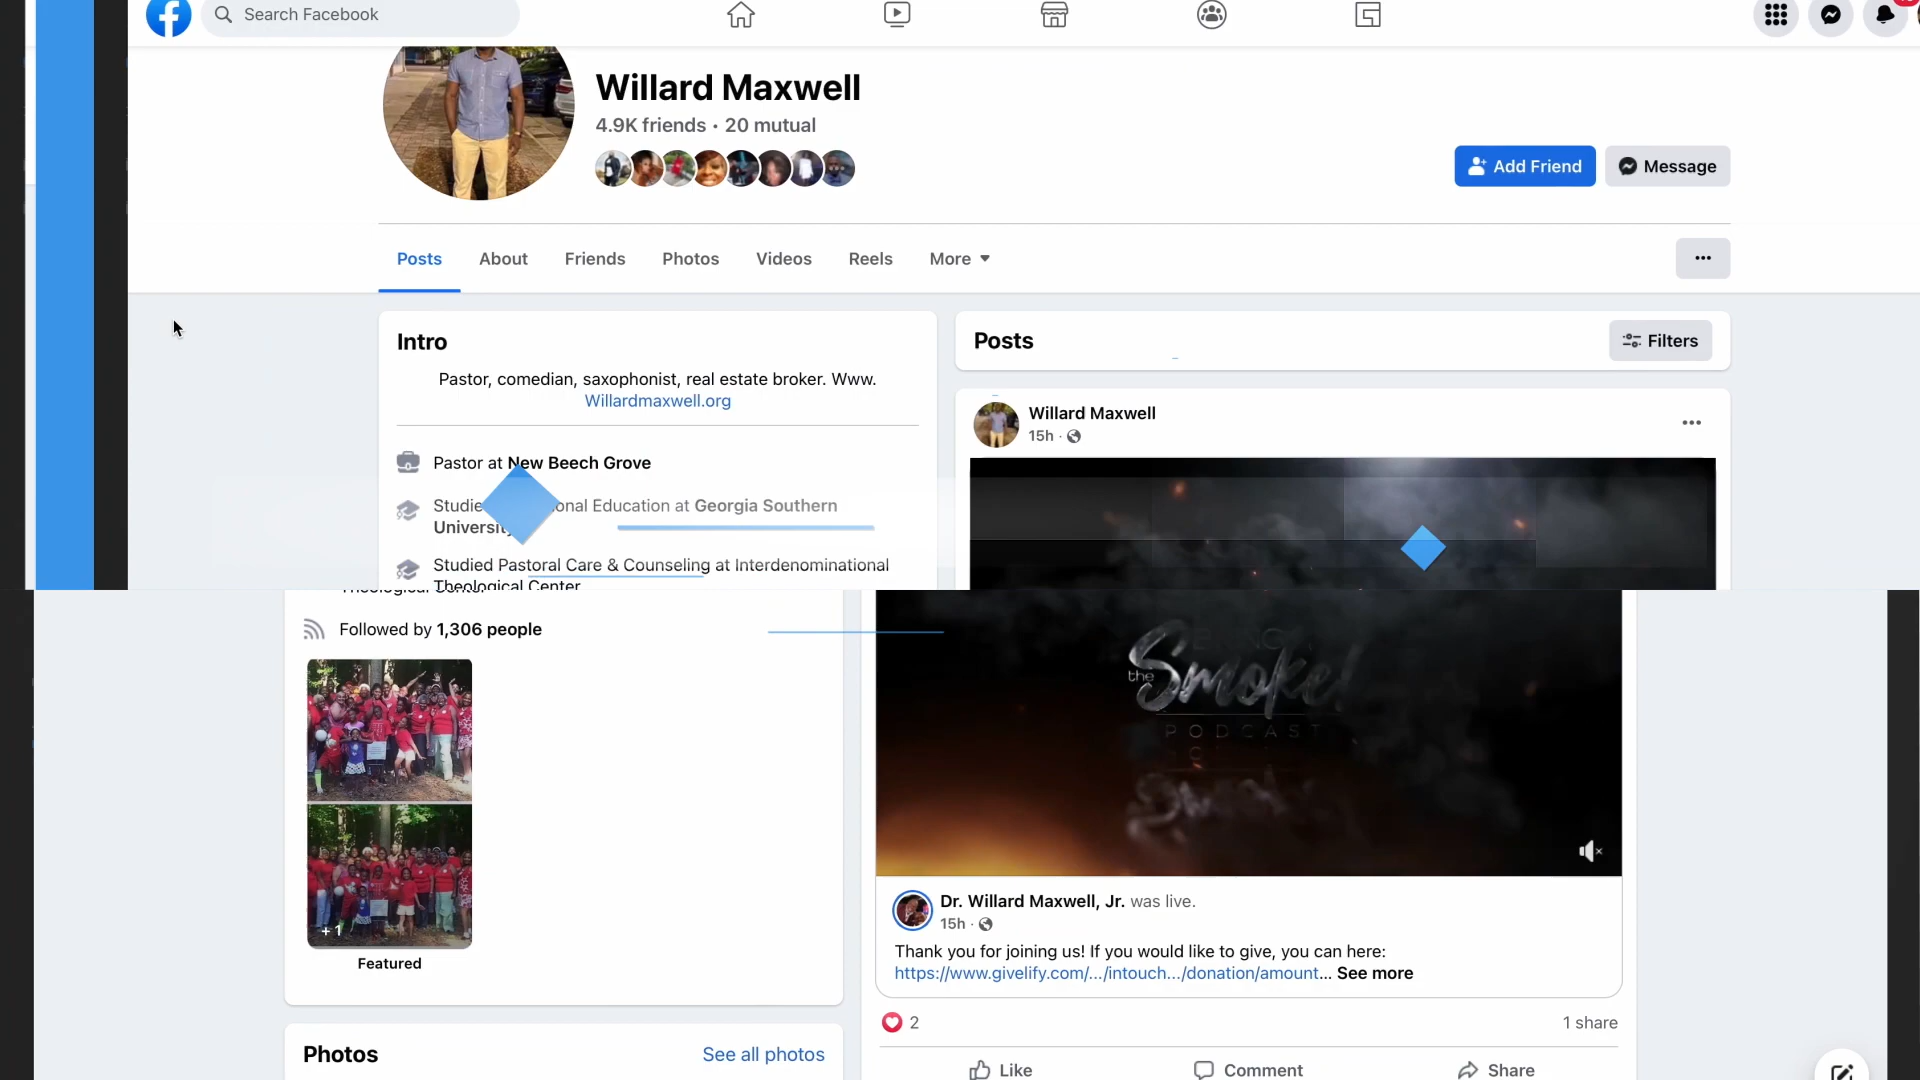 Search Facebook
Willard Maxwell
4.9K friends · 20 mutual
Add Friend
Message
Posts
About
Friends
Photos
Videos
Reels
More
Intro
Pastor, comedian, saxophonist, real estate broker. Www.
Willardmaxwell.org
Pastor at New Beech Grove
Studie onal Education at Georgia Southern
University
Studied Pastoral Care & Counseling at Interdenominational
Theological Center
Posts
Filters
Willard Maxwell
15h ·
Followed by 1,306 people
+ 1
Featured
Photos
See all photos
the Smoke!
PODCAST
Dr. Willard Maxwell, Jr. was live.
15h ·
Thank you for joining us! If you would like to give, you can here:
https://www.givelify.com/.../intouch.../donation/amount... See more
2
1 share
Like
Comment
Share